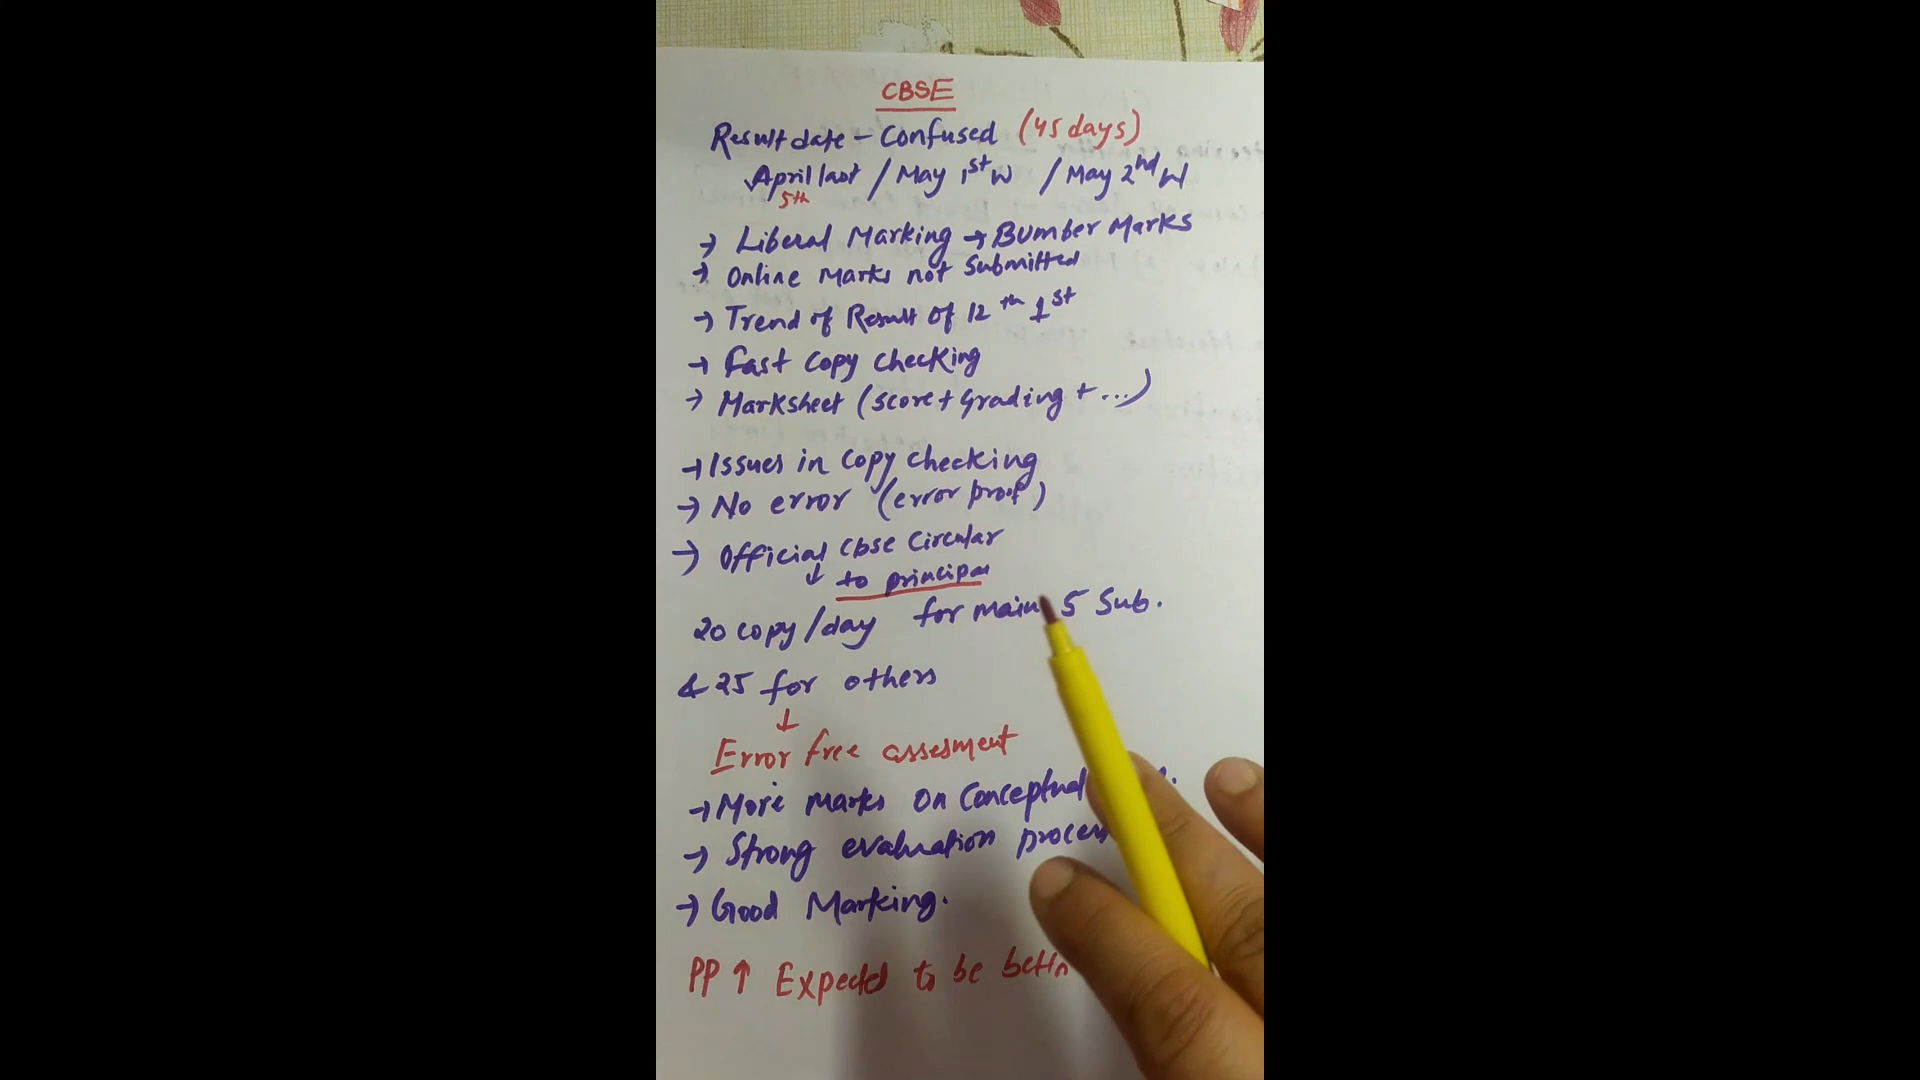 CBSE
Result date - Confused (45 days)
April last / May 1st W / May 2nd W
5th
→ Liberal Marking → Bumber Marks
→ Online Marks not Submitted
→ Trend of Result of 12th 1st
→ Fast Copy Checking
→ Marksheet (Score + Grading + ...)
→ Issues in Copy Checking
→ No error (error proof)
→ Official Cbse Circular
↓ to principal
20 copy/day for main 5 Sub.
& 25 for others
↓
Error free assesment
→ More marks on Conceptual
→ Strong evaluation process
→ Good Marking.
PP ↑ Expected to be better